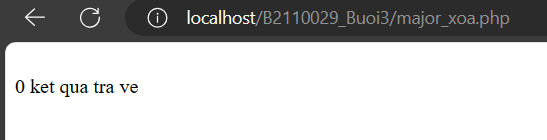 localhost/B2110029_Buoi3/major_xoa.php
0 ket qua tra ve